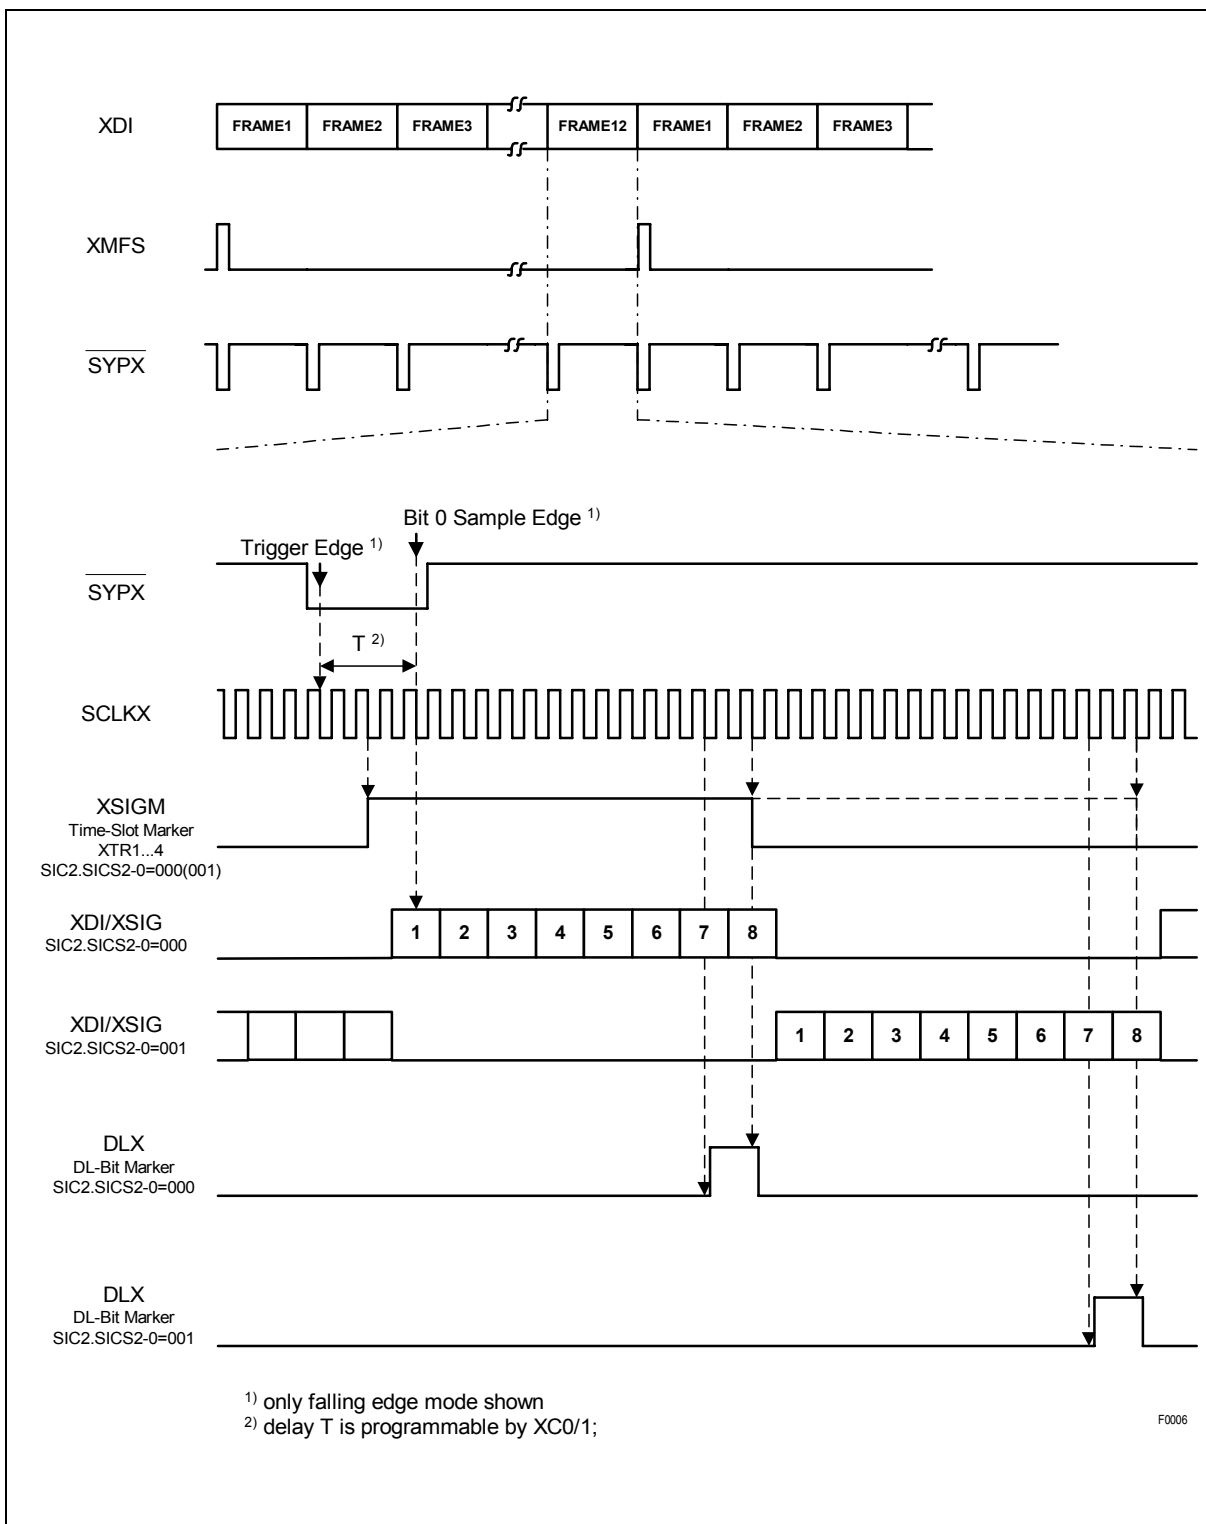 XDI
FRAME1 FRAME2 FRAME3 FRAME12 FRAME1 FRAME2 FRAME3
XMFS
SYPX
Bit 0 Sample Edge 1)
Trigger Edge 1)
SYPX
T 2)
SCLKX
XSIGM
Time-Slot Marker
XTR1...4
SIC2.SICS2-0=000(001)
XDI/XSIG
SIC2.SICS2-0=000
1 2 3 4 5 6 7 8
XDI/XSIG
SIC2.SICS2-0=001
1 2 3 4 5 6 7 8
DLX
DL-Bit Marker
SIC2.SICS2-0=000
DLX
DL-Bit Marker
SIC2.SICS2-0=001
1) only falling edge mode shown
2) delay T is programmable by XC0/1;
F0006